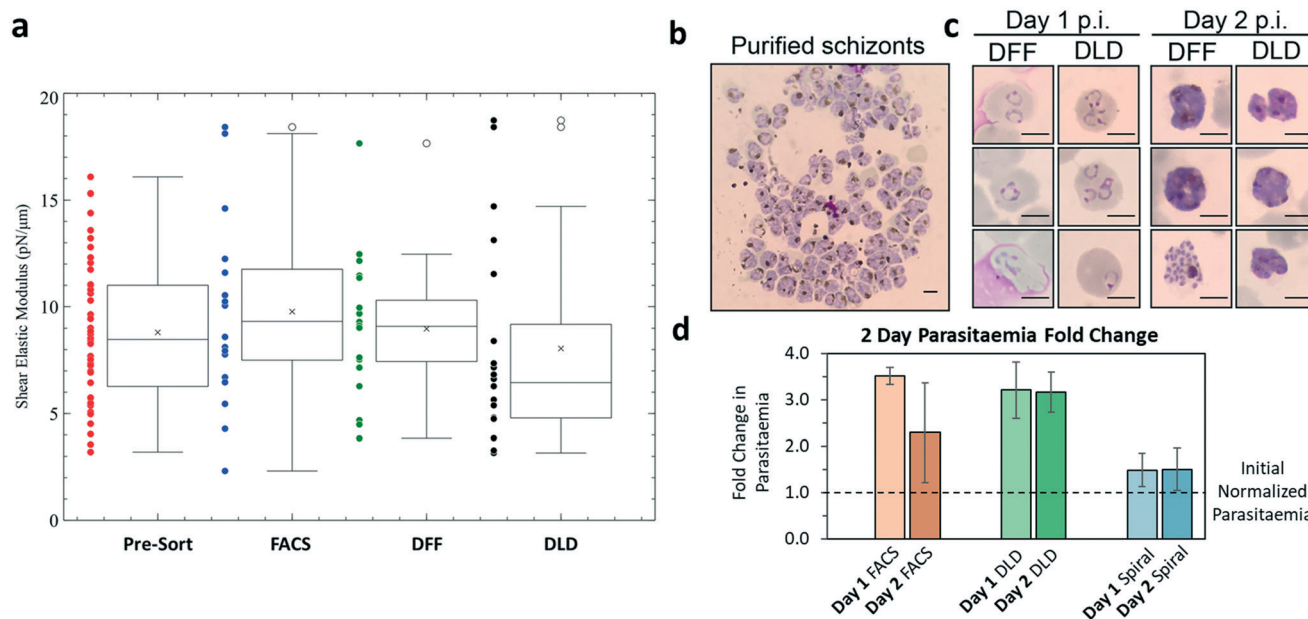 a
Shear Elastic Modulus (pN/μm)
20
15
10
5
0
Pre-Sort
FACS
DFF
DLD
b
Purified schizonts
c
Day 1 p.i.
Day 2 p.i.
DFF
DLD
DFF
DLD
d
2 Day Parasitaemia Fold Change
Fold Change in
Parasitaemia
4.0
3.0
2.0
1.0
0.0
Day 1 FACS
Day 2 FACS
Day 1 DLD
Day 2 DLD
Day 1 Spiral
Day 2 Spiral
Initial
Normalized
Parasitaemia